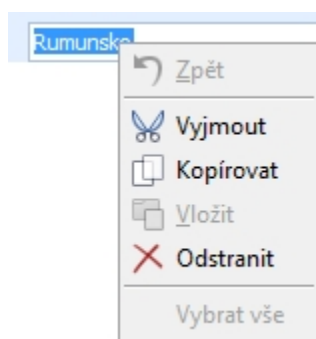 Rumunsko
Zpět
Vyjmout
Kopírovat
Vložit
Odstranit
Vybrat vše